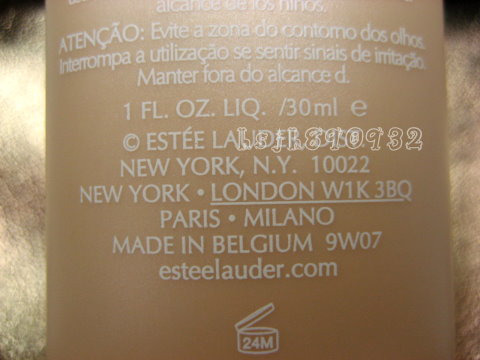 alcance de los niños.
ATENÇÃO: Evite a zona do contorno dos olhos.
Interrompa a utilização se sentir sinais de irritação.
Manter fora do alcance d.
1 FL. OZ. LIQ. /30ml e
© ESTÉE LAUDER
NEW YORK, N.Y. 10022
NEW YORK • LONDON W1K 3BQ
PARIS • MILANO
MADE IN BELGIUM 9W07
esteelauder.com
24M